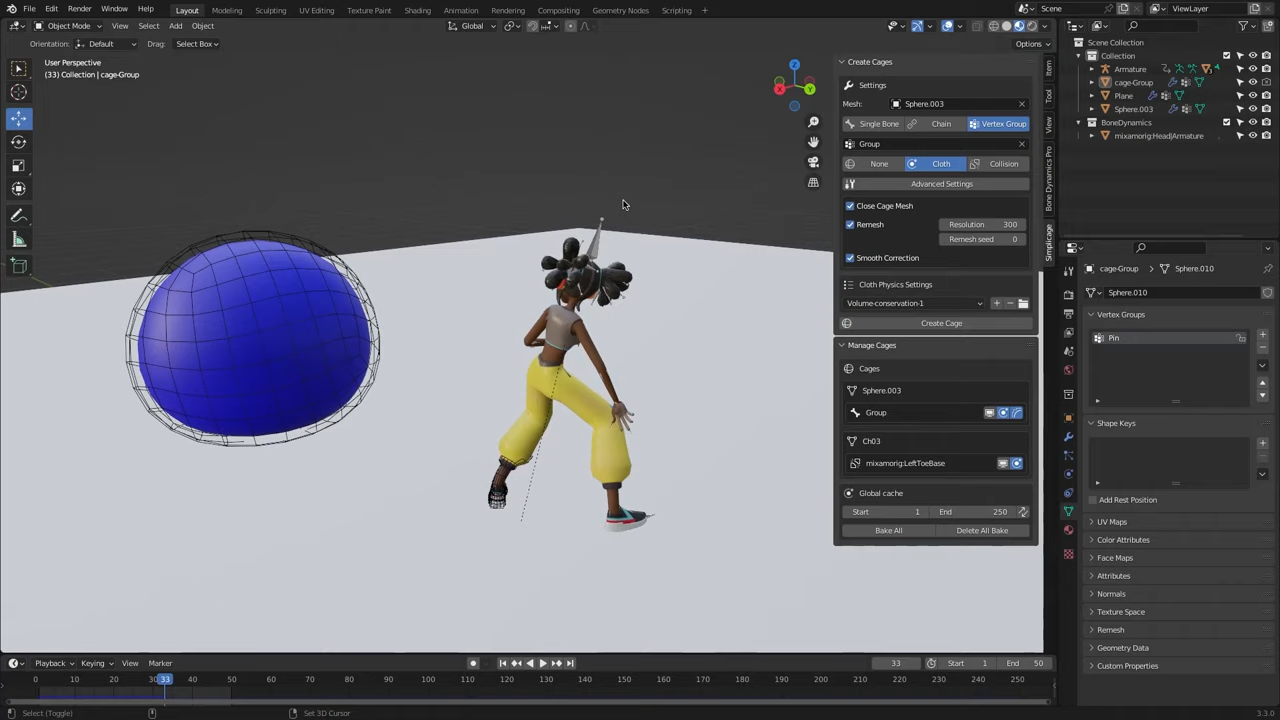 File Edit Render Window Help Layout Modeling Sculpting UV Editing Texture Paint Shading Animation Rendering Compositing Geometry Nodes Scripting Scene ViewLayer
Object Mode View Select Add Object Global
Orientation: Default Drag: Select Box Options
User Perspective
(33) Collection | cage-Group
Z
X
Y
Create Cages
Settings
Mesh: Sphere.003
Single Bone Chain Vertex Group
Group
None Cloth Collision
Advanced Settings
Close Cage Mesh
Remesh Resolution 300
Remesh seed 0
Smooth Correction
Cloth Physics Settings
Volume-conservation-1
Create Cage
Manage Cages
Cages
Sphere.003
Group
Ch03
mixamorig:LeftToeBase
Global cache
Start 1 End 250
Bake All Delete All Bake
Item
Tool
View
Bone Dynamics Pro
Simplicage
Scene Collection
Collection
Armature
cage-Group
Plane
Sphere.003
BoneDynamics
mixamorig:Head|Armature
cage-Group Sphere.010
Sphere.010
Vertex Groups
Pin
Shape Keys
Add Rest Position
UV Maps
Color Attributes
Face Maps
Attributes
Normals
Texture Space
Remesh
Geometry Data
Custom Properties
Playback Keying View Marker 33 Start 1 End 50
0 10 20 30 33 40 50 60 70 80 90 100 110 120 130 140 150 160 170 180 190 200 210 220 230 240 250
Select (Toggle) Set 3D Cursor 3.3.0